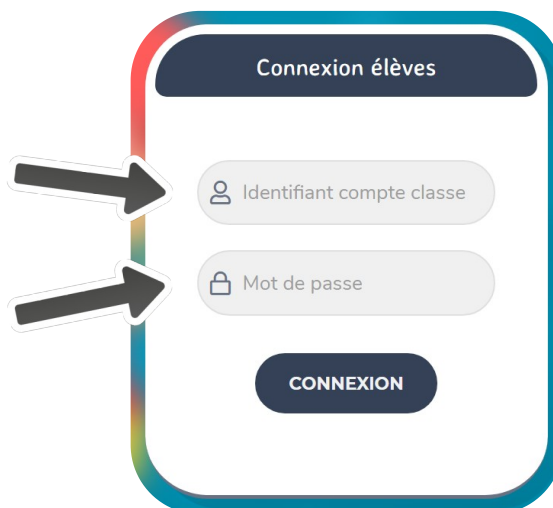 Connexion élèves
Identifiant compte classe
Mot de passe
CONNEXION